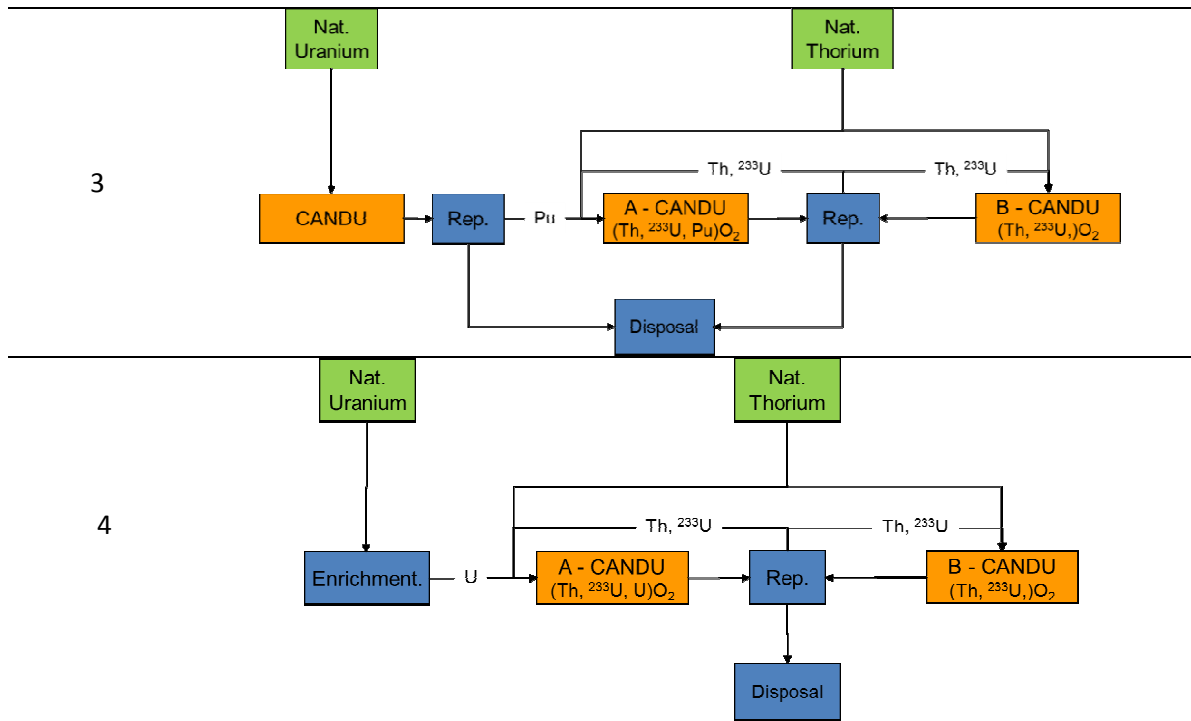 Nat.
Uranium
Nat.
Thorium
3
Th, ²³³U
Th, ²³³U
CANDU
Rep.
Pu
A - CANDU
(Th, ²³³U, Pu)O₂
Rep.
B - CANDU
(Th, ²³³U,)O₂
Disposal
Nat.
Uranium
Nat.
Thorium
4
Th, ²³³U
Th, ²³³U
Enrichment.
U
A - CANDU
(Th, ²³³U, U)O₂
Rep.
B - CANDU
(Th, ²³³U,)O₂
Disposal